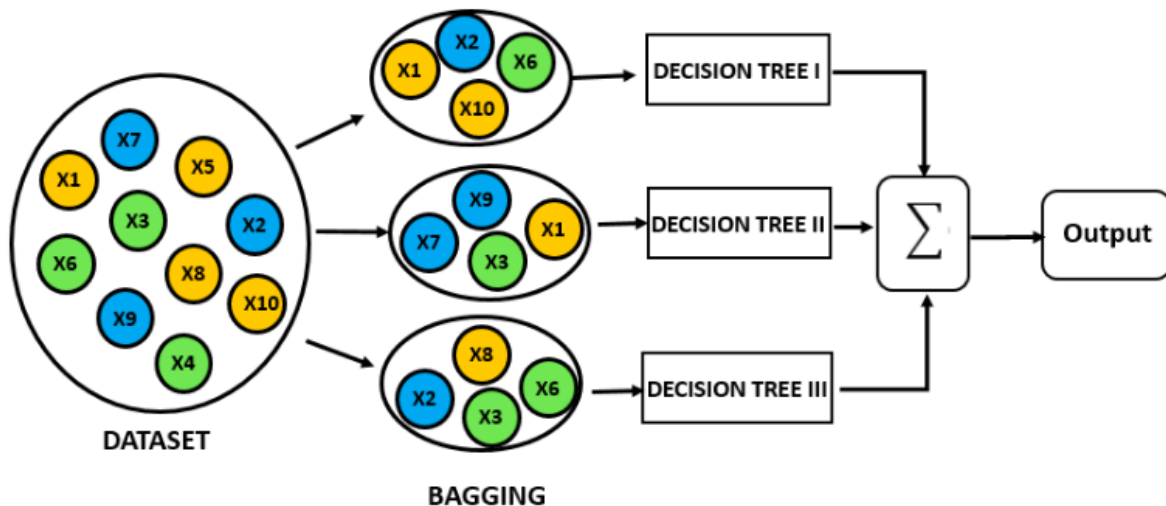 X7
X1
X5
X3
X2
X6
X8
X10
X9
X4
DATASET
X2
X1
X6
X10
X9
X7
X1
X3
X8
X2
X6
X3
BAGGING
DECISION TREE I
DECISION TREE II
DECISION TREE III
∑
Output